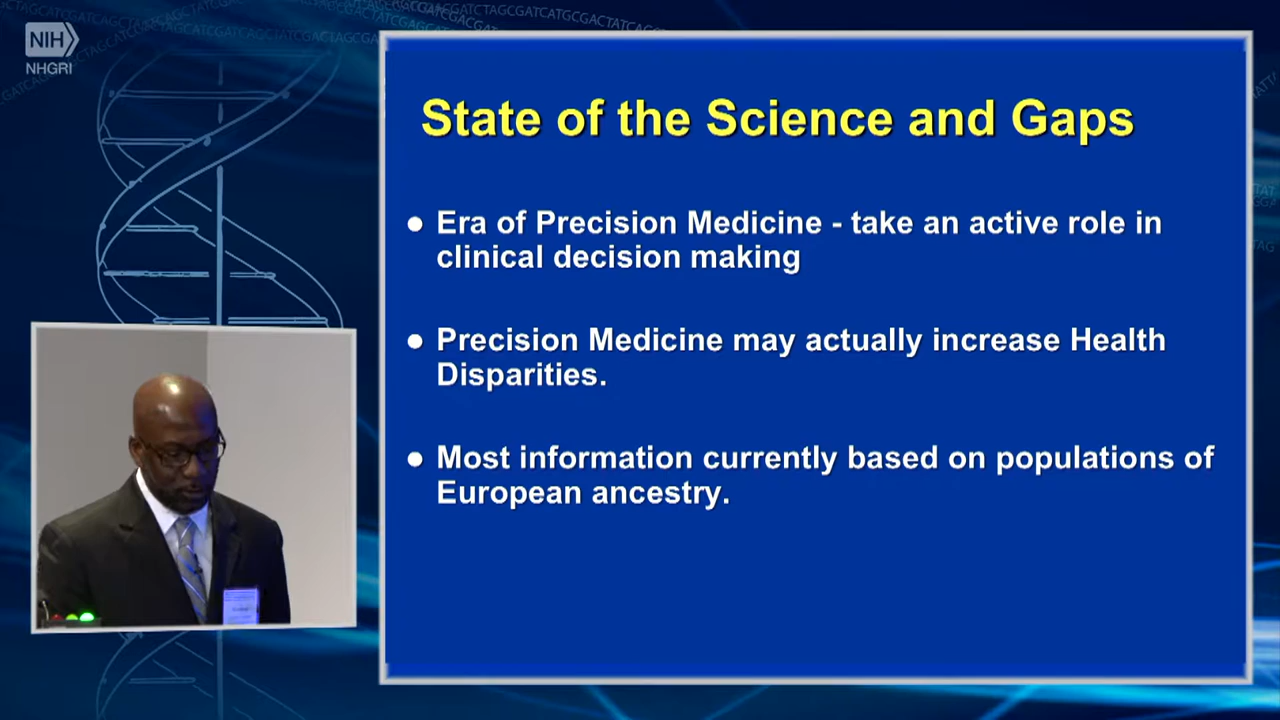 NIH
NHGRI
State of the Science and Gaps
● Era of Precision Medicine - take an active role in
clinical decision making
● Precision Medicine may actually increase Health
Disparities.
● Most information currently based on populations of
European ancestry.